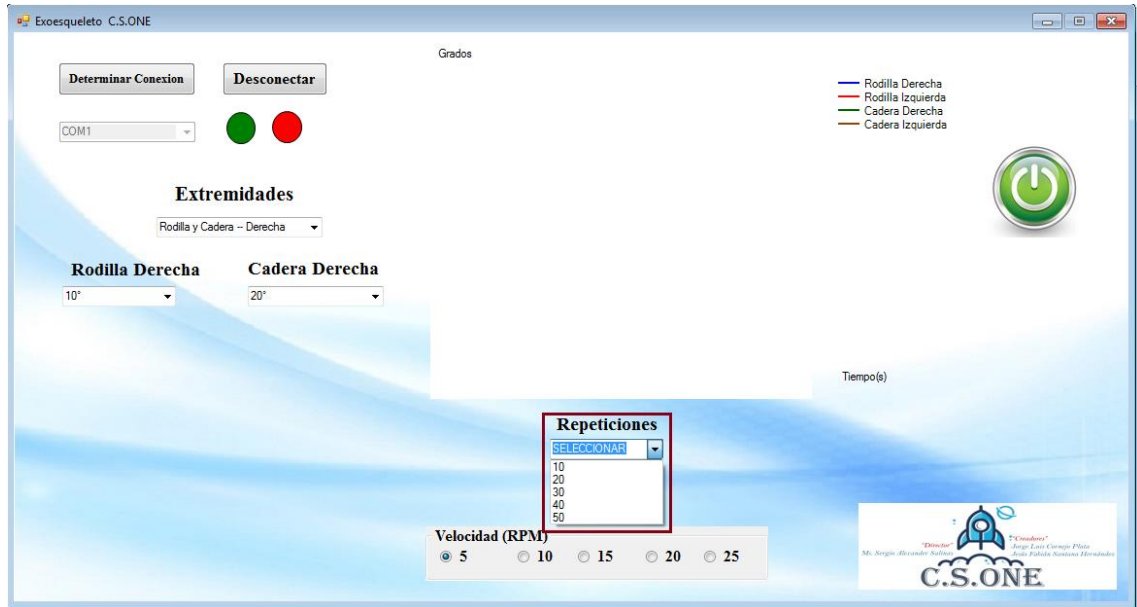 Exoesqueleto C.S.ONE
Determinar Conexion
Desconectar
COM1
Extremidades
Rodilla y Cadera -- Derecha
Rodilla Derecha
Cadera Derecha
10°
20°
Grados
Rodilla Derecha
Rodilla Izquierda
Cadera Derecha
Cadera Izquierda
Tiempo(s)
Repeticiones
SELECCIONAR
10
20
30
40
50
Velocidad (RPM)
5
10
15
20
25
"Director"
Ms. Sergio Alexander Salinas
"Creadores"
Jorge Luis Cornejo Plata
Jesús Fabián Santana Hernández
C.S.ONE